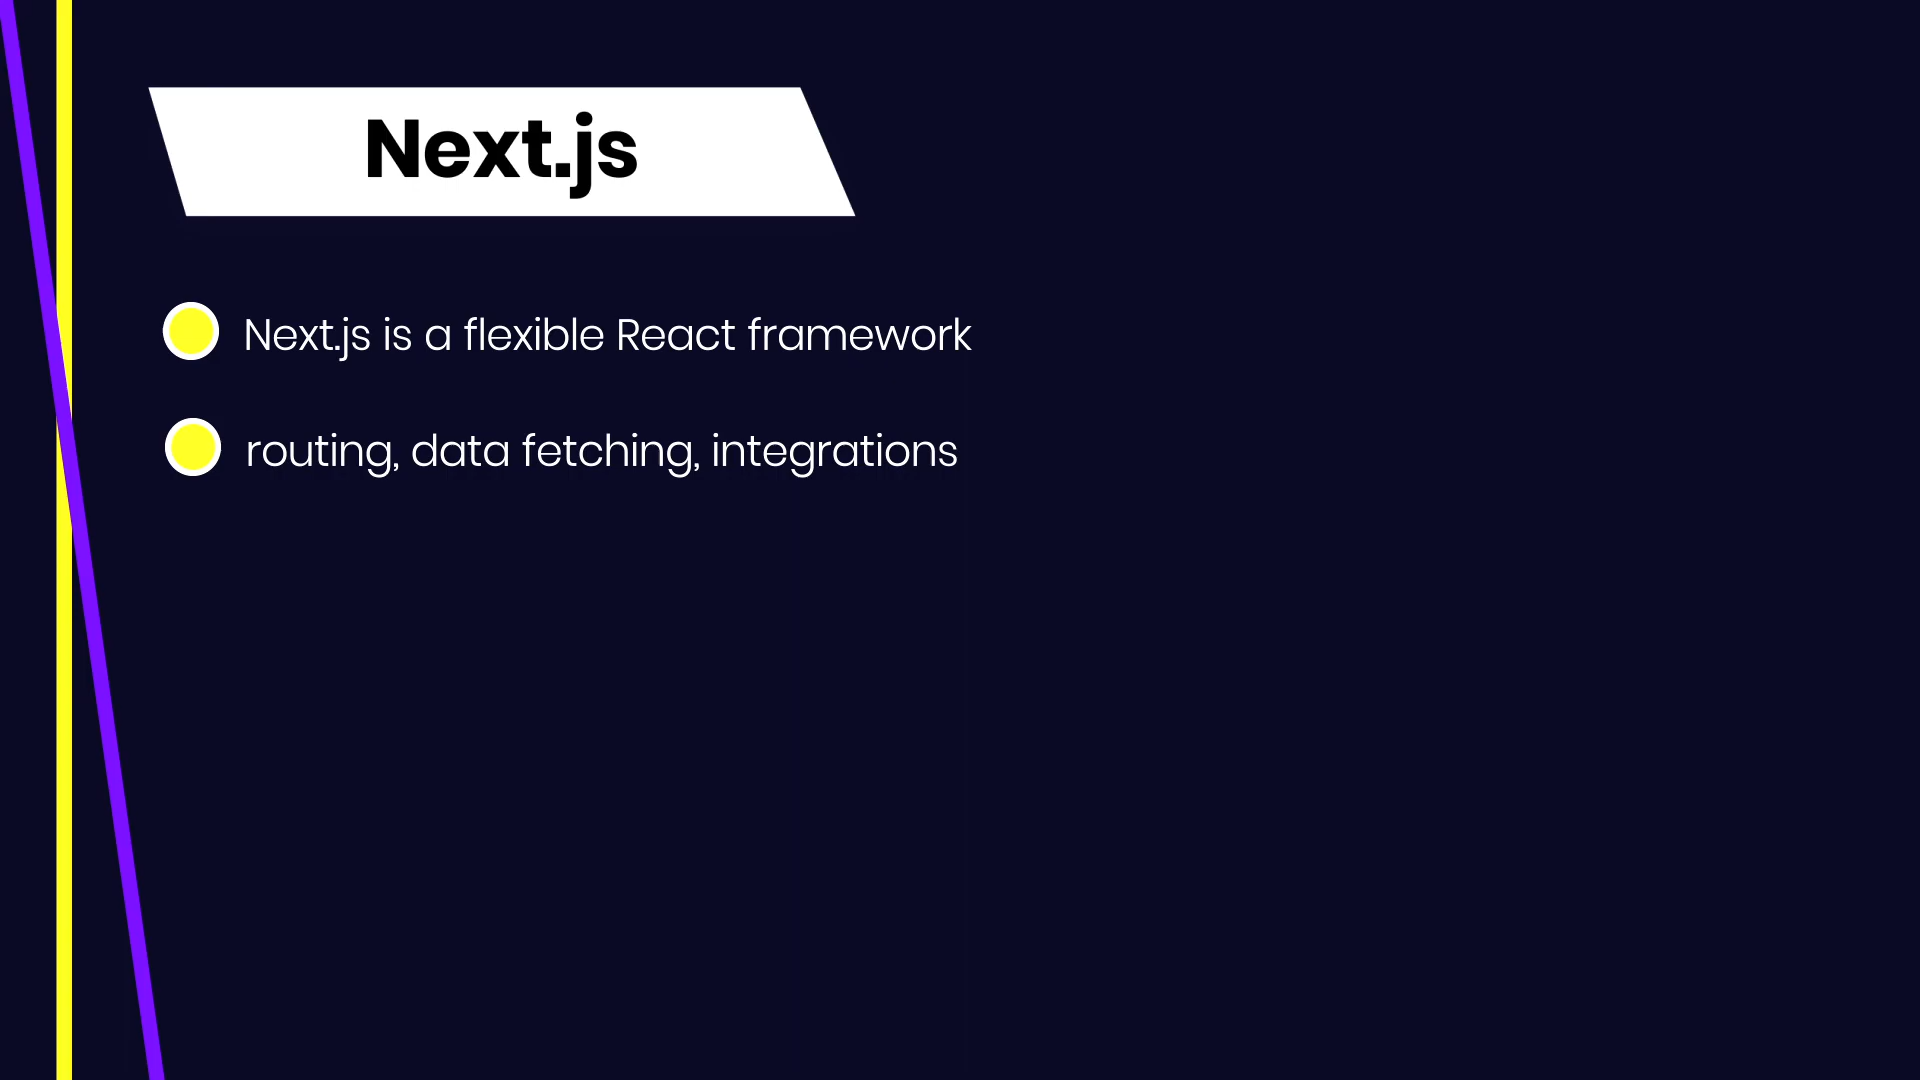 Next.js
Next.js is a flexible React framework
routing, data fetching, integrations